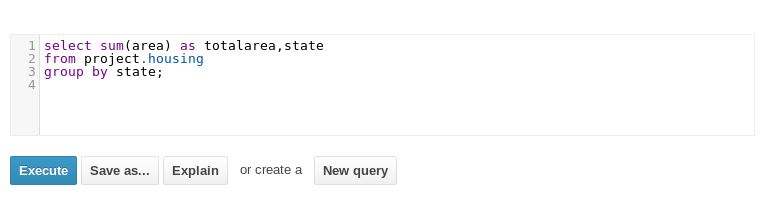 1 select sum(area) as totalarea,state
2 from project.housing
3 group by state;
4
Execute Save as... Explain or create a New query